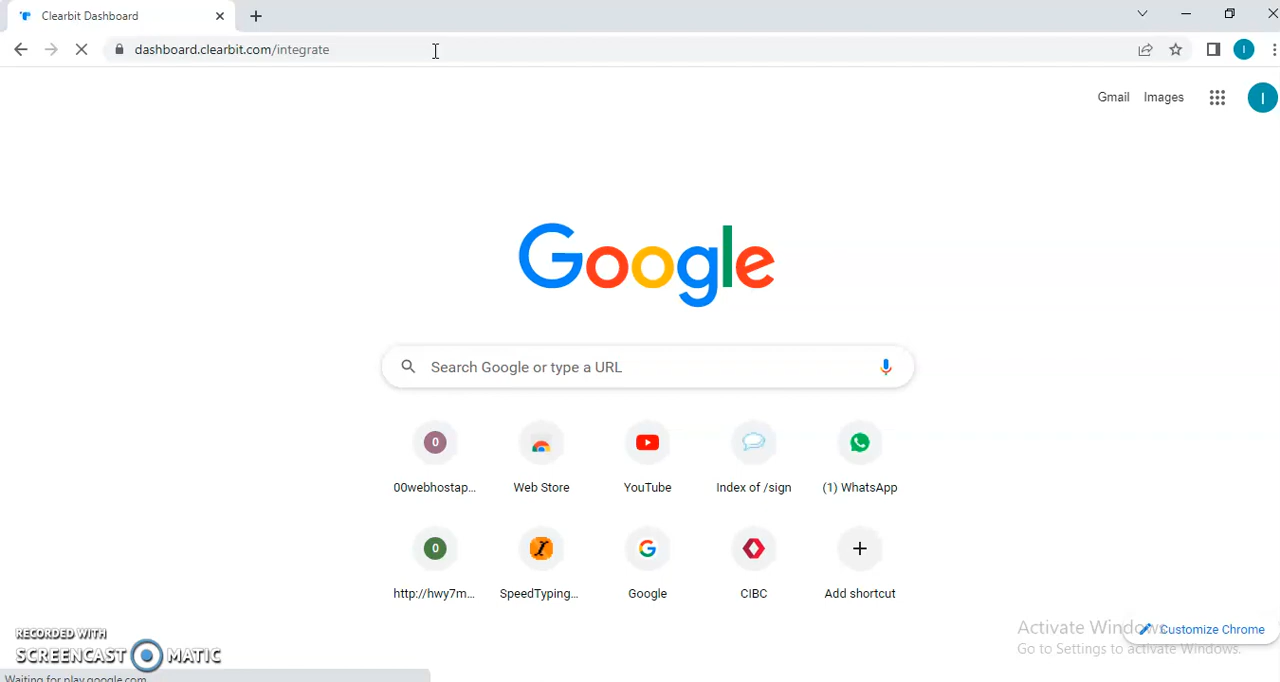 Clearbit Dashboard
dashboard.clearbit.com/integrate
I
Gmail Images
I
Google
Search Google or type a URL
0
00webhostap... Web Store YouTube Index of /sign (1) WhatsApp
0
http://hwy7m... SpeedTyping... Google CIBC Add shortcut
Activate Windows
Customize Chrome
Go to Settings to activate Windows.
RECORDED WITH
SCREENCAST MATIC
Waiting for play.google.com